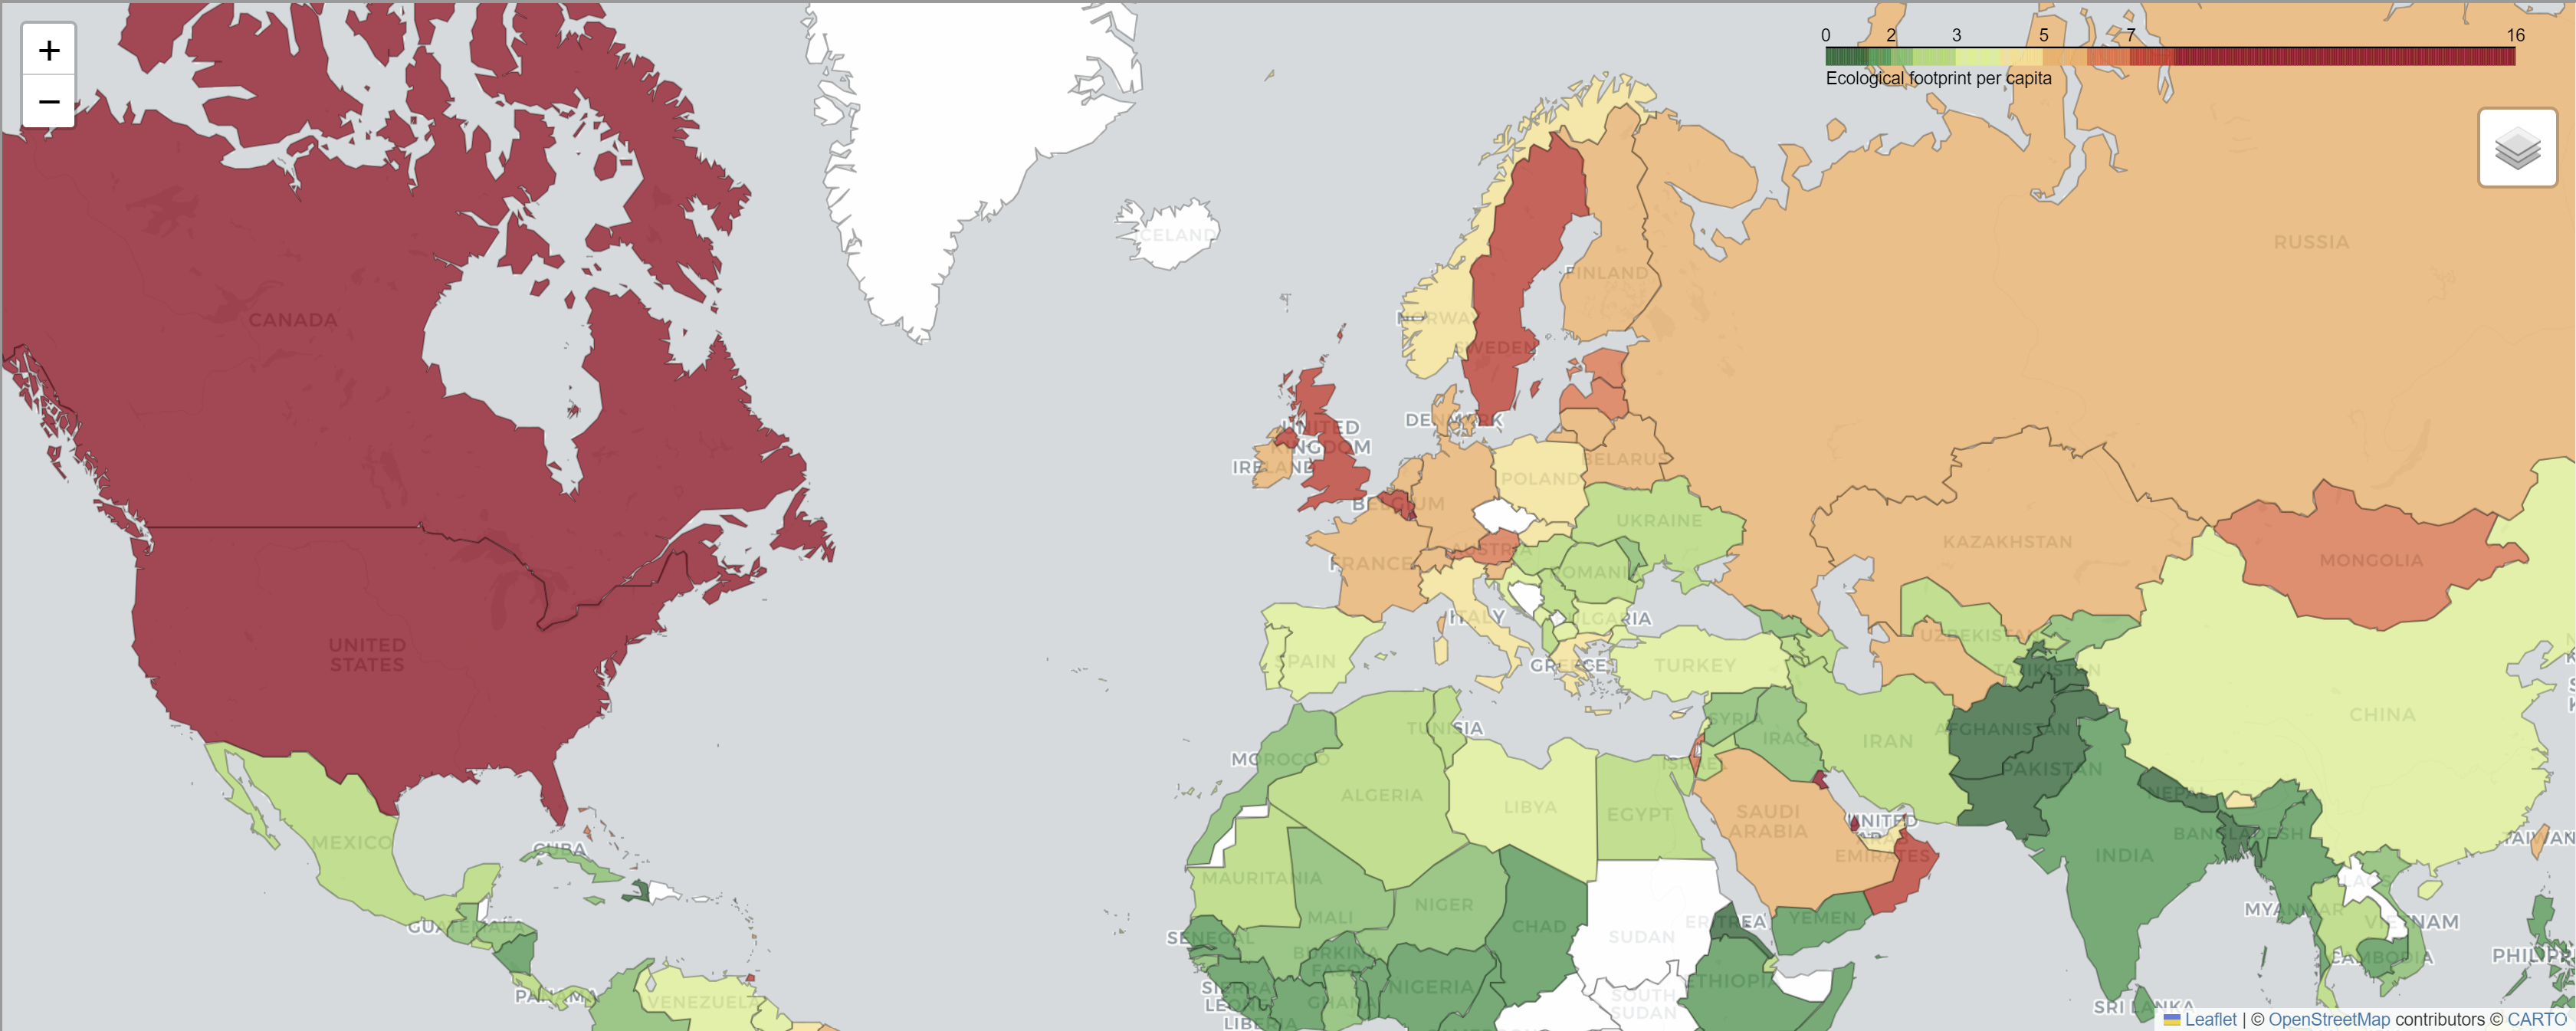 +
−
0 2 3 5 7 16
Ecological footprint per capita
RUSSIA
ICELAND
CANADA
FINLAND
NORWAY
SWEDEN
DENMARK
UNITED
KINGDOM
IRELAND
BELARUS
POLAND
BELGIUM
UKRAINE
KAZAKHSTAN
AUSTRIA
FRANCE
MONGOLIA
ROMANIA
ITALY
BULGARIA
UNITED
STATES
SPAIN
GREECE
TURKEY
UZBEKISTAN
TAJIKISTAN
CHINA
TUNISIA
SYRIA
AFGHANISTAN
MOROCCO
IRAQ
IRAN
ISRAEL
PAKISTAN
ALGERIA
LIBYA
EGYPT
SAUDI
ARABIA
NEPAL
UNITED
ARAB
EMIRATES
BANGLADESH
TAIWAN
MEXICO
CUBA
INDIA
MAURITANIA
LAOS
NIGER
MYANMAR
MALI
ERITREA
YEMEN
VIETNAM
GUATEMALA
CHAD
SENEGAL
SUDAN
BURKINA
FASO
CAMBODIA
PHILIPP
ETHIOPIA
NIGERIA
SIERRA
LEONE
GHANA
PANAMA
VENEZUELA
SOUTH
SUDAN
LIBERIA
SRI LANKA
Leaflet | © OpenStreetMap contributors © CARTO